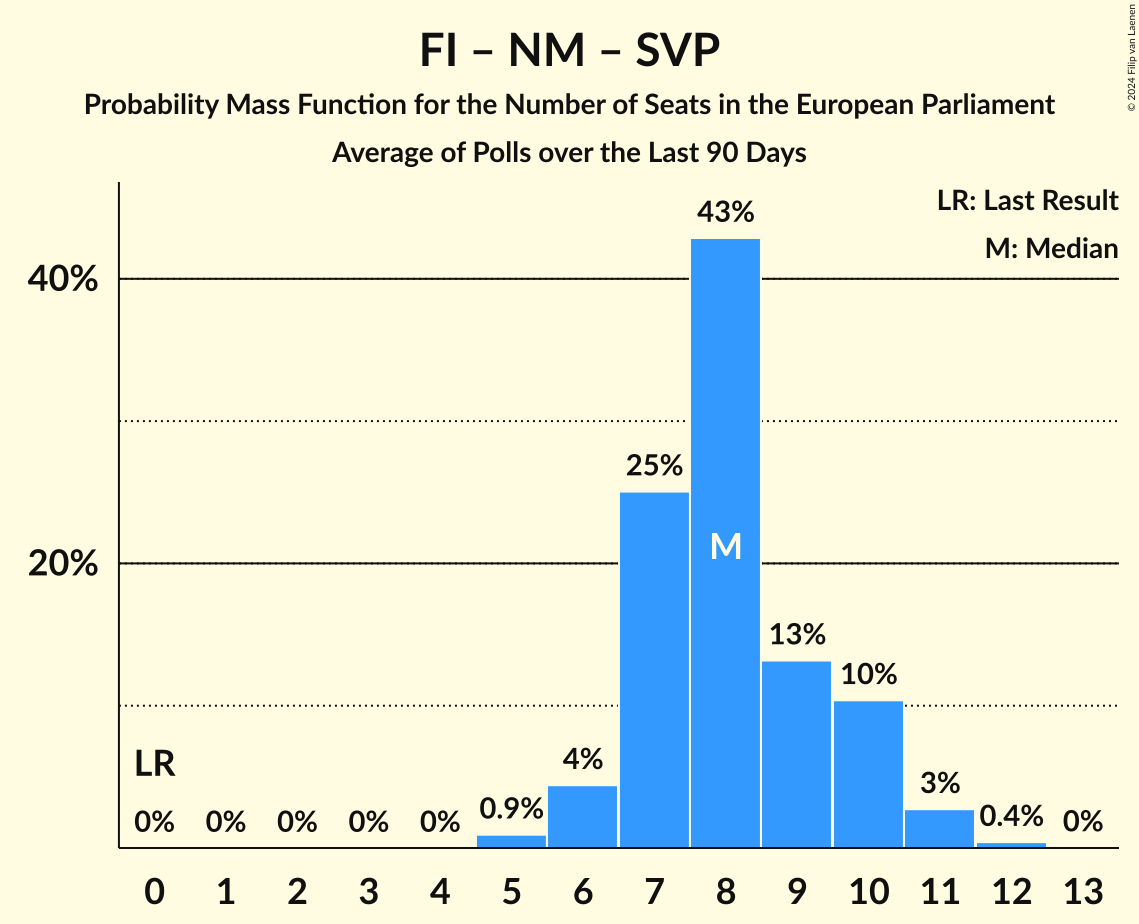 FI – NM – SVP
Probability Mass Function for the Number of Seats in the European Parliament
Average of Polls over the Last 90 Days
© 2024 Filip van Laenen
LR: Last Result
M: Median
43%
40%
25%
M
20%
13%
10%
LR
4%
3%
0% 0% 0% 0% 0% 0.9% 0.4% 0%
0 1 2 3 4 5 6 7 8 9 10 11 12 13